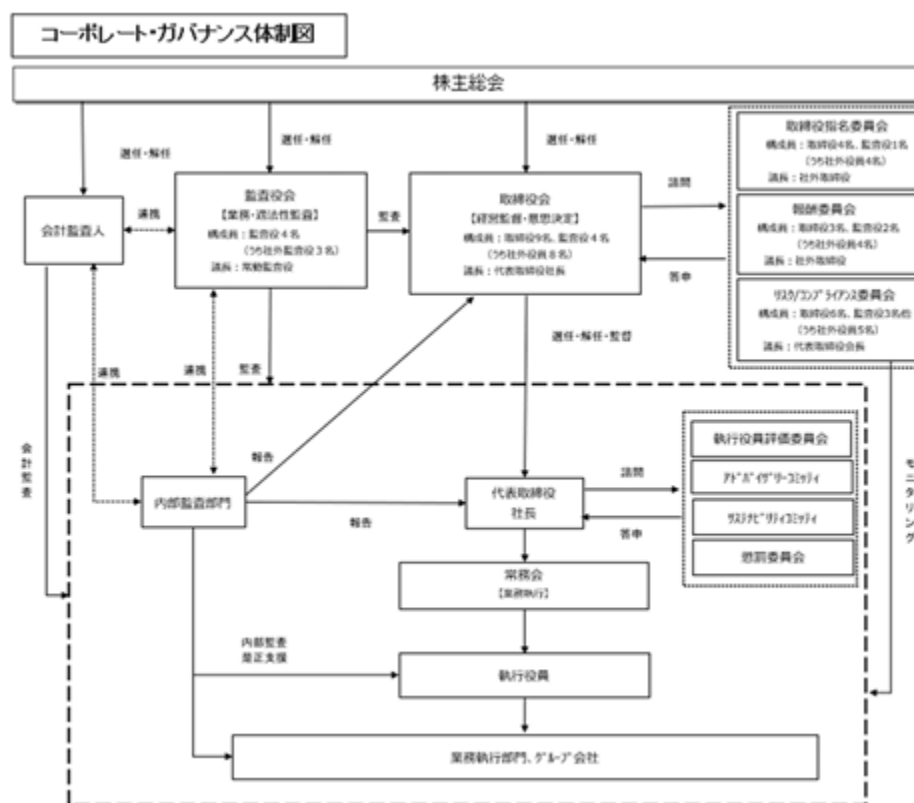 コーポレート・ガバナンス体制図
株主総会
選任・解任
選任・解任
選任・解任
会計監査人
連携
監査役会
【業務・適法性監査】
構成員：監査役４名
（うち社外監査役３名）
議長：常勤監査役
監査
取締役会
【経営監督・意思決定】
構成員：取締役9名、監査役４名
（うち社外役員８名）
議長：代表取締役社長
諮問
答申
取締役指名委員会
構成員：取締役4名、監査役1名
（うち社外役員4名）
議長：社外取締役
報酬委員会
構成員：取締役3名、監査役2名
（うち社外役員4名）
議長：社外取締役
ﾘｽｸ/ｺﾝﾌﾟﾗｲｱﾝｽ委員会
構成員：取締役6名、監査役3名他
（うち社外役員5名）
議長：代表取締役会長
連携
連携
監査
選任・解任・監督
会計監査
報告
内部監査部門
報告
代表取締役
社長
諮問
答申
執行役員評価委員会
ｱﾄﾞﾊﾞｲｻﾞﾘｰｺﾐｯﾃｨ
ｻｽﾃﾅﾋﾞﾘﾃｨｺﾐｯﾃｨ
懲罰委員会
モニタリング
常務会
【業務執行】
内部監査
是正支援
執行役員
業務執行部門、ｸﾞﾙｰﾌﾟ会社